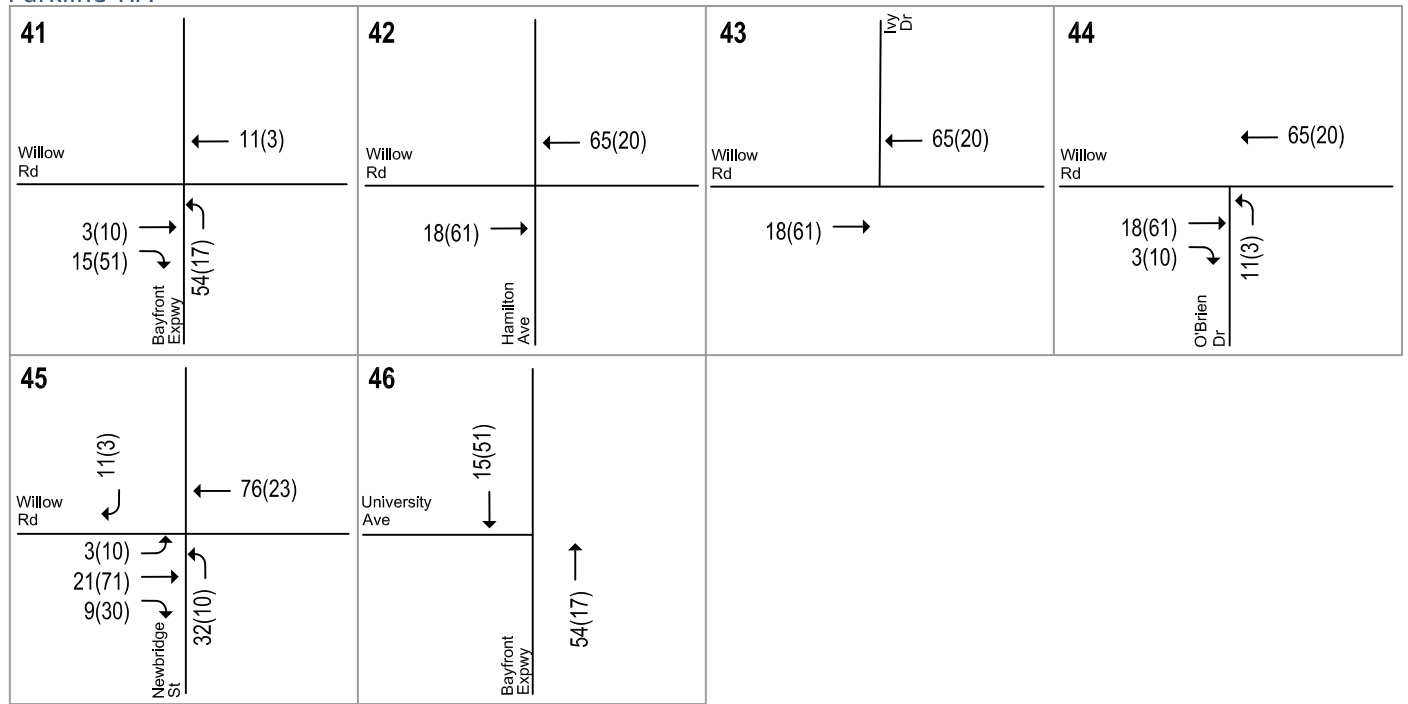 Parkline TIA
41
11(3)
Willow
Rd
3(10)
15(51)
54(17)
Bayfront
Expwy
42
65(20)
Willow
Rd
18(61)
Hamilton
Ave
43
Ivy
Dr
65(20)
Willow
Rd
18(61)
44
65(20)
Willow
Rd
18(61)
3(10)
11(3)
O'Brien
Dr
45
11(3)
76(23)
Willow
Rd
3(10)
21(71)
9(30)
32(10)
Newbridge
St
46
15(51)
University
Ave
54(17)
Bayfront
Expwy